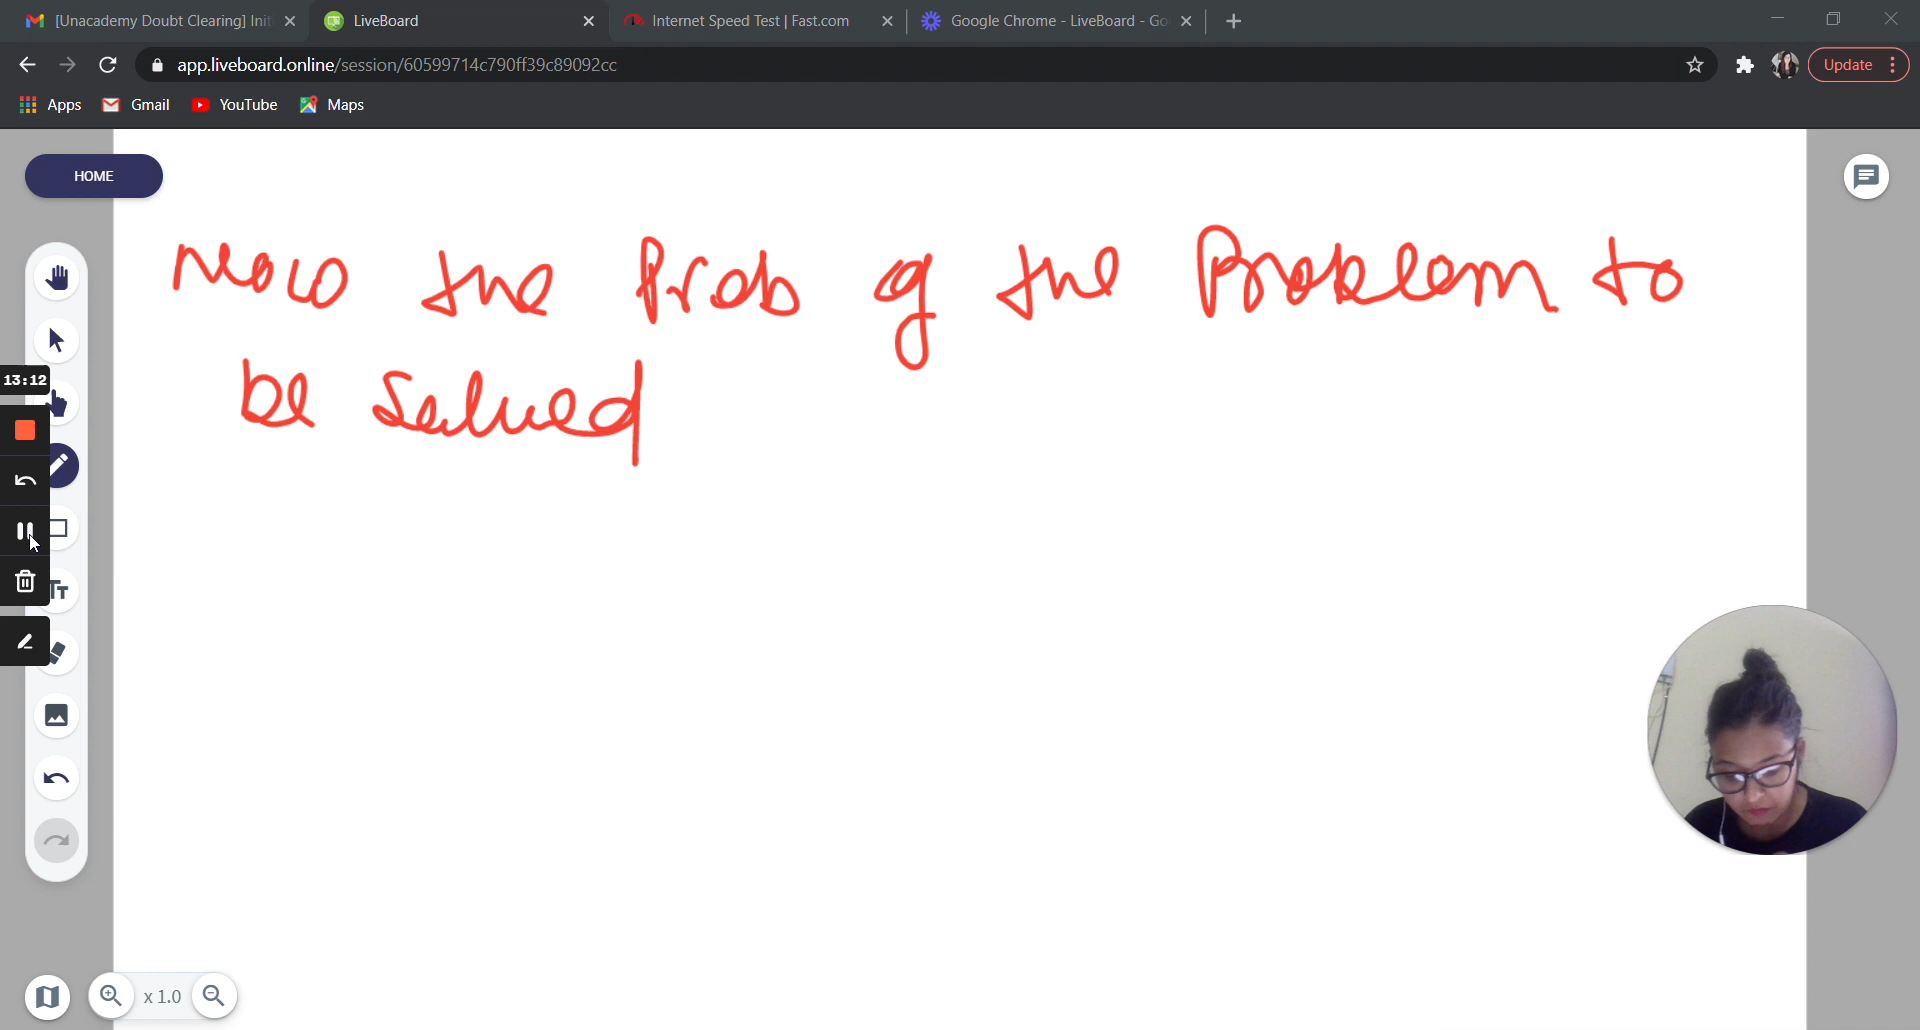 [Unacademy Doubt Clearing] Init
LiveBoard
Internet Speed Test | Fast.com
Google Chrome - LiveBoard - Go
app.liveboard.online/session/60599714c790ff39c89092cc
Update
Apps
Gmail
YouTube
Maps
HOME
Now the Prob of the Problem to
be Solved
13:12
Tt
x 1.0